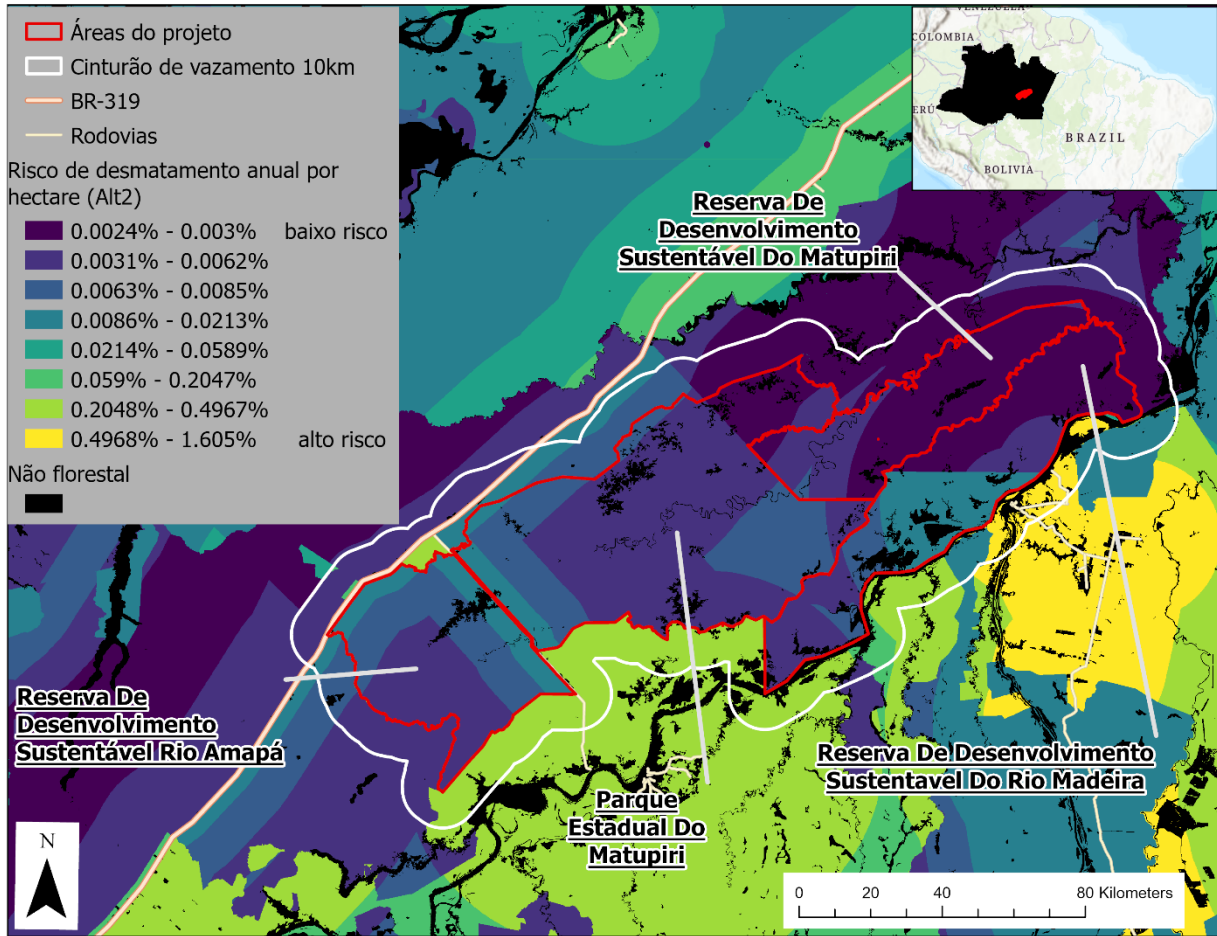 Áreas do projeto
Cinturão de vazamento 10km
BR-319
Rodovias
Risco de desmatamento anual por
hectare (Alt2)
0.0024% - 0.003% baixo risco
0.0031% - 0.0062%
0.0063% - 0.0085%
0.0086% - 0.0213%
0.0214% - 0.0589%
0.059% - 0.2047%
0.2048% - 0.4967%
0.4968% - 1.605% alto risco
Não florestal
VENEZUELA
COLOMBIA
PERÚ
BRAZIL
BOLIVIA
Reserva De
Desenvolvimento
Sustentável Do Matupiri
Reserva De
Desenvolvimento
Sustentável Rio Amapá
Parque
Estadual Do
Matupiri
Reserva De Desenvolvimento
Sustentavel Do Rio Madeira
N
0 20 40 80 Kilometers